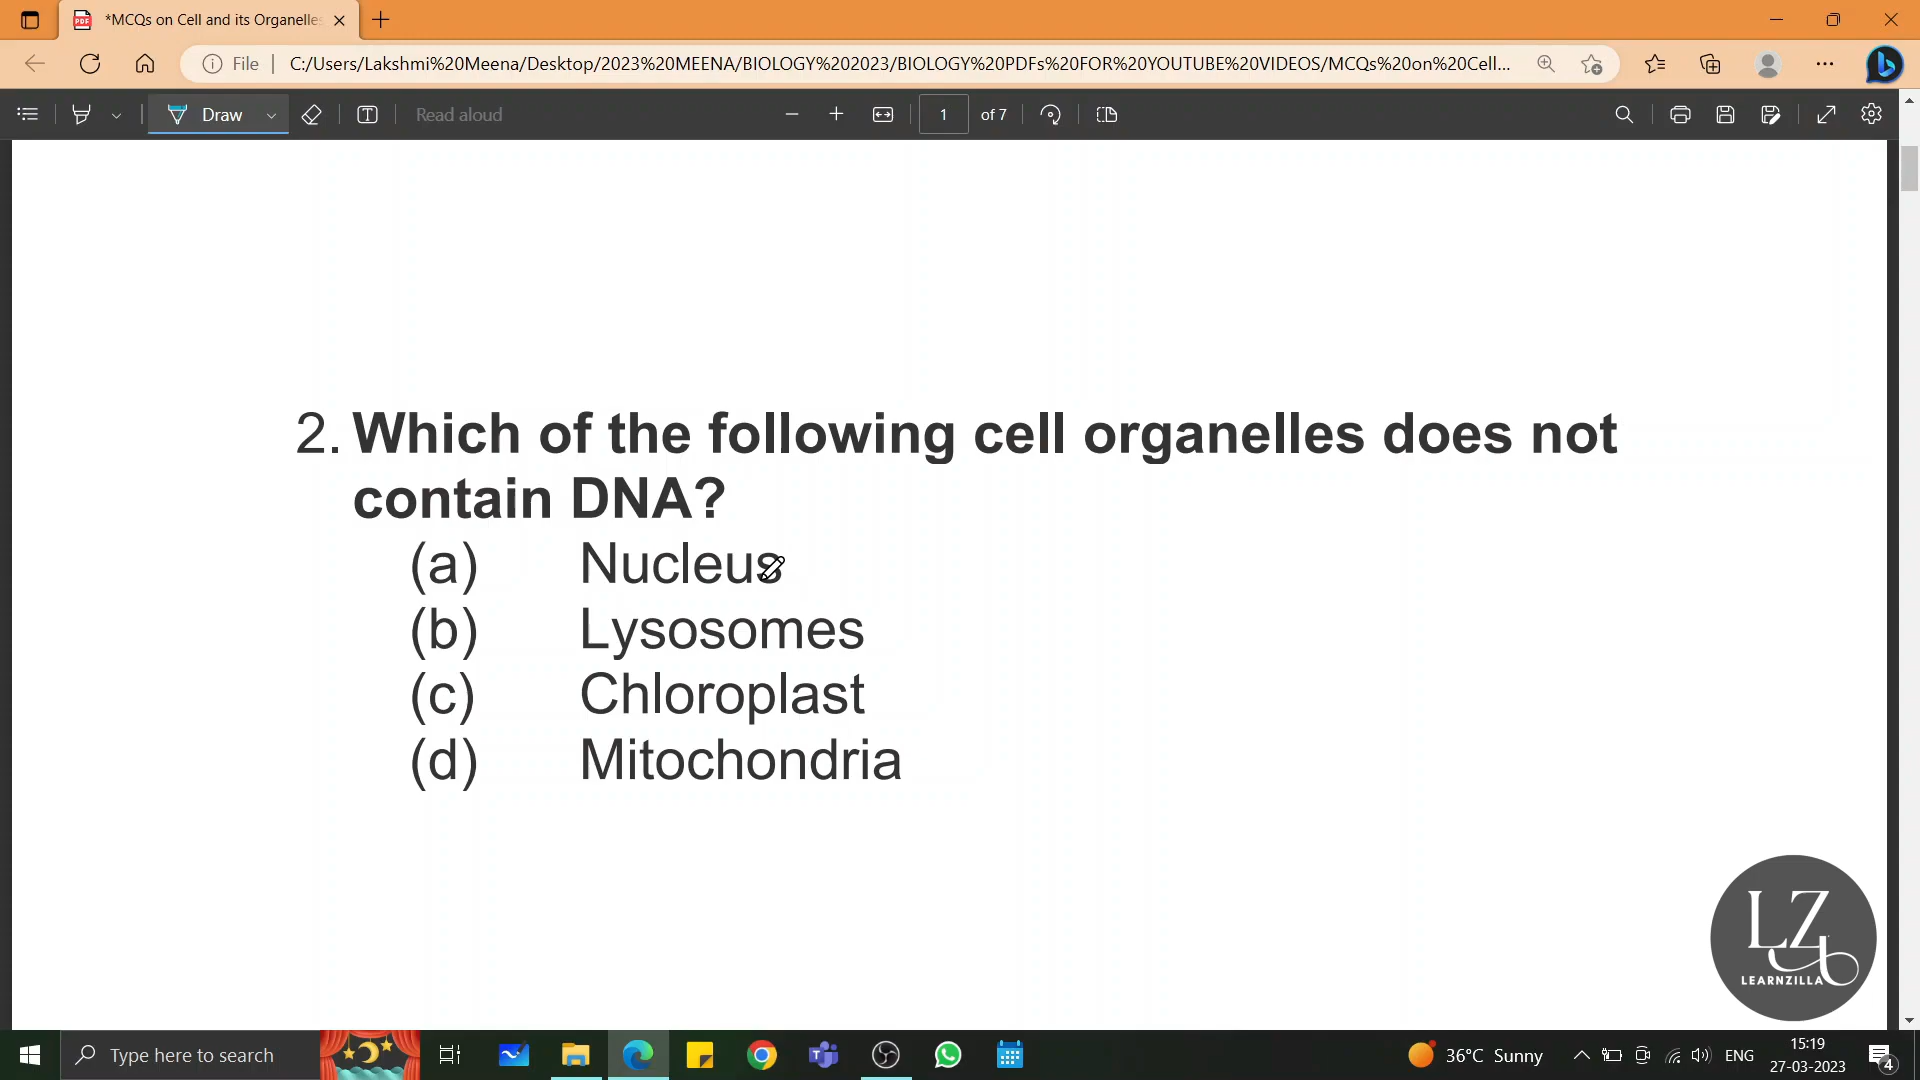 *MCQs on Cell and its Organelles
File
C:/Users/Lakshmi%20Meena/Desktop/2023%20MEENA/BIOLOGY%202023/BIOLOGY%20PDFs%20FOR%20YOUTUBE%20VIDEOS/MCQs%20on%20Cell...
Draw
Read aloud
1 of 7
2. Which of the following cell organelles does not
contain DNA?
(a) Nucleus
(b) Lysosomes
(c) Chloroplast
(d) Mitochondria
LZ
LEARNZILLA
Type here to search
36°C Sunny
ENG
15:19
27-03-2023
4